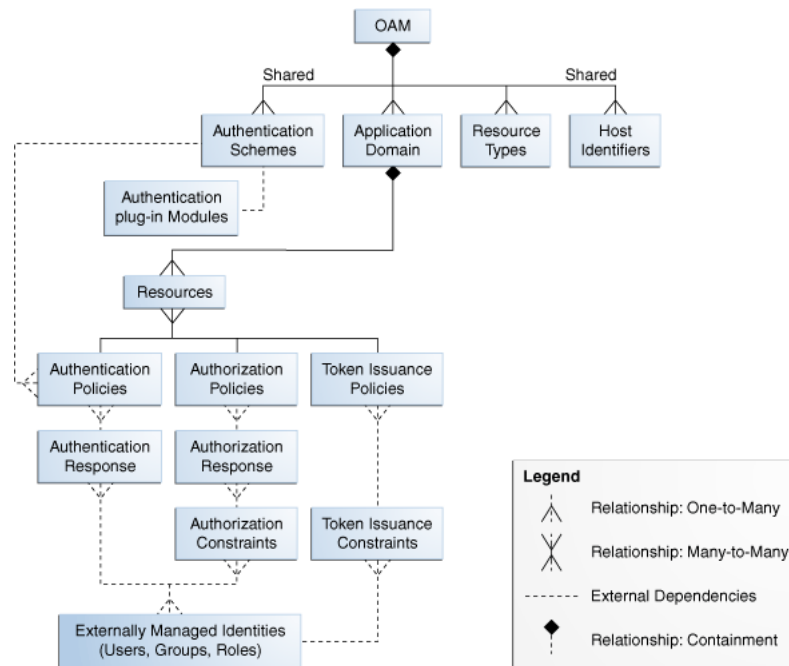 OAM
Shared
Shared
Authentication
Schemes
Application
Domain
Resource
Types
Host
Identifiers
Authentication
plug-in Modules
Resources
Authentication
Policies
Authorization
Policies
Token Issuance
Policies
Authentication
Response
Authorization
Response
Authorization
Constraints
Token Issuance
Constraints
Externally Managed Identities
(Users, Groups, Roles)
Legend
Relationship: One-to-Many
Relationship: Many-to-Many
External Dependencies
Relationship: Containment